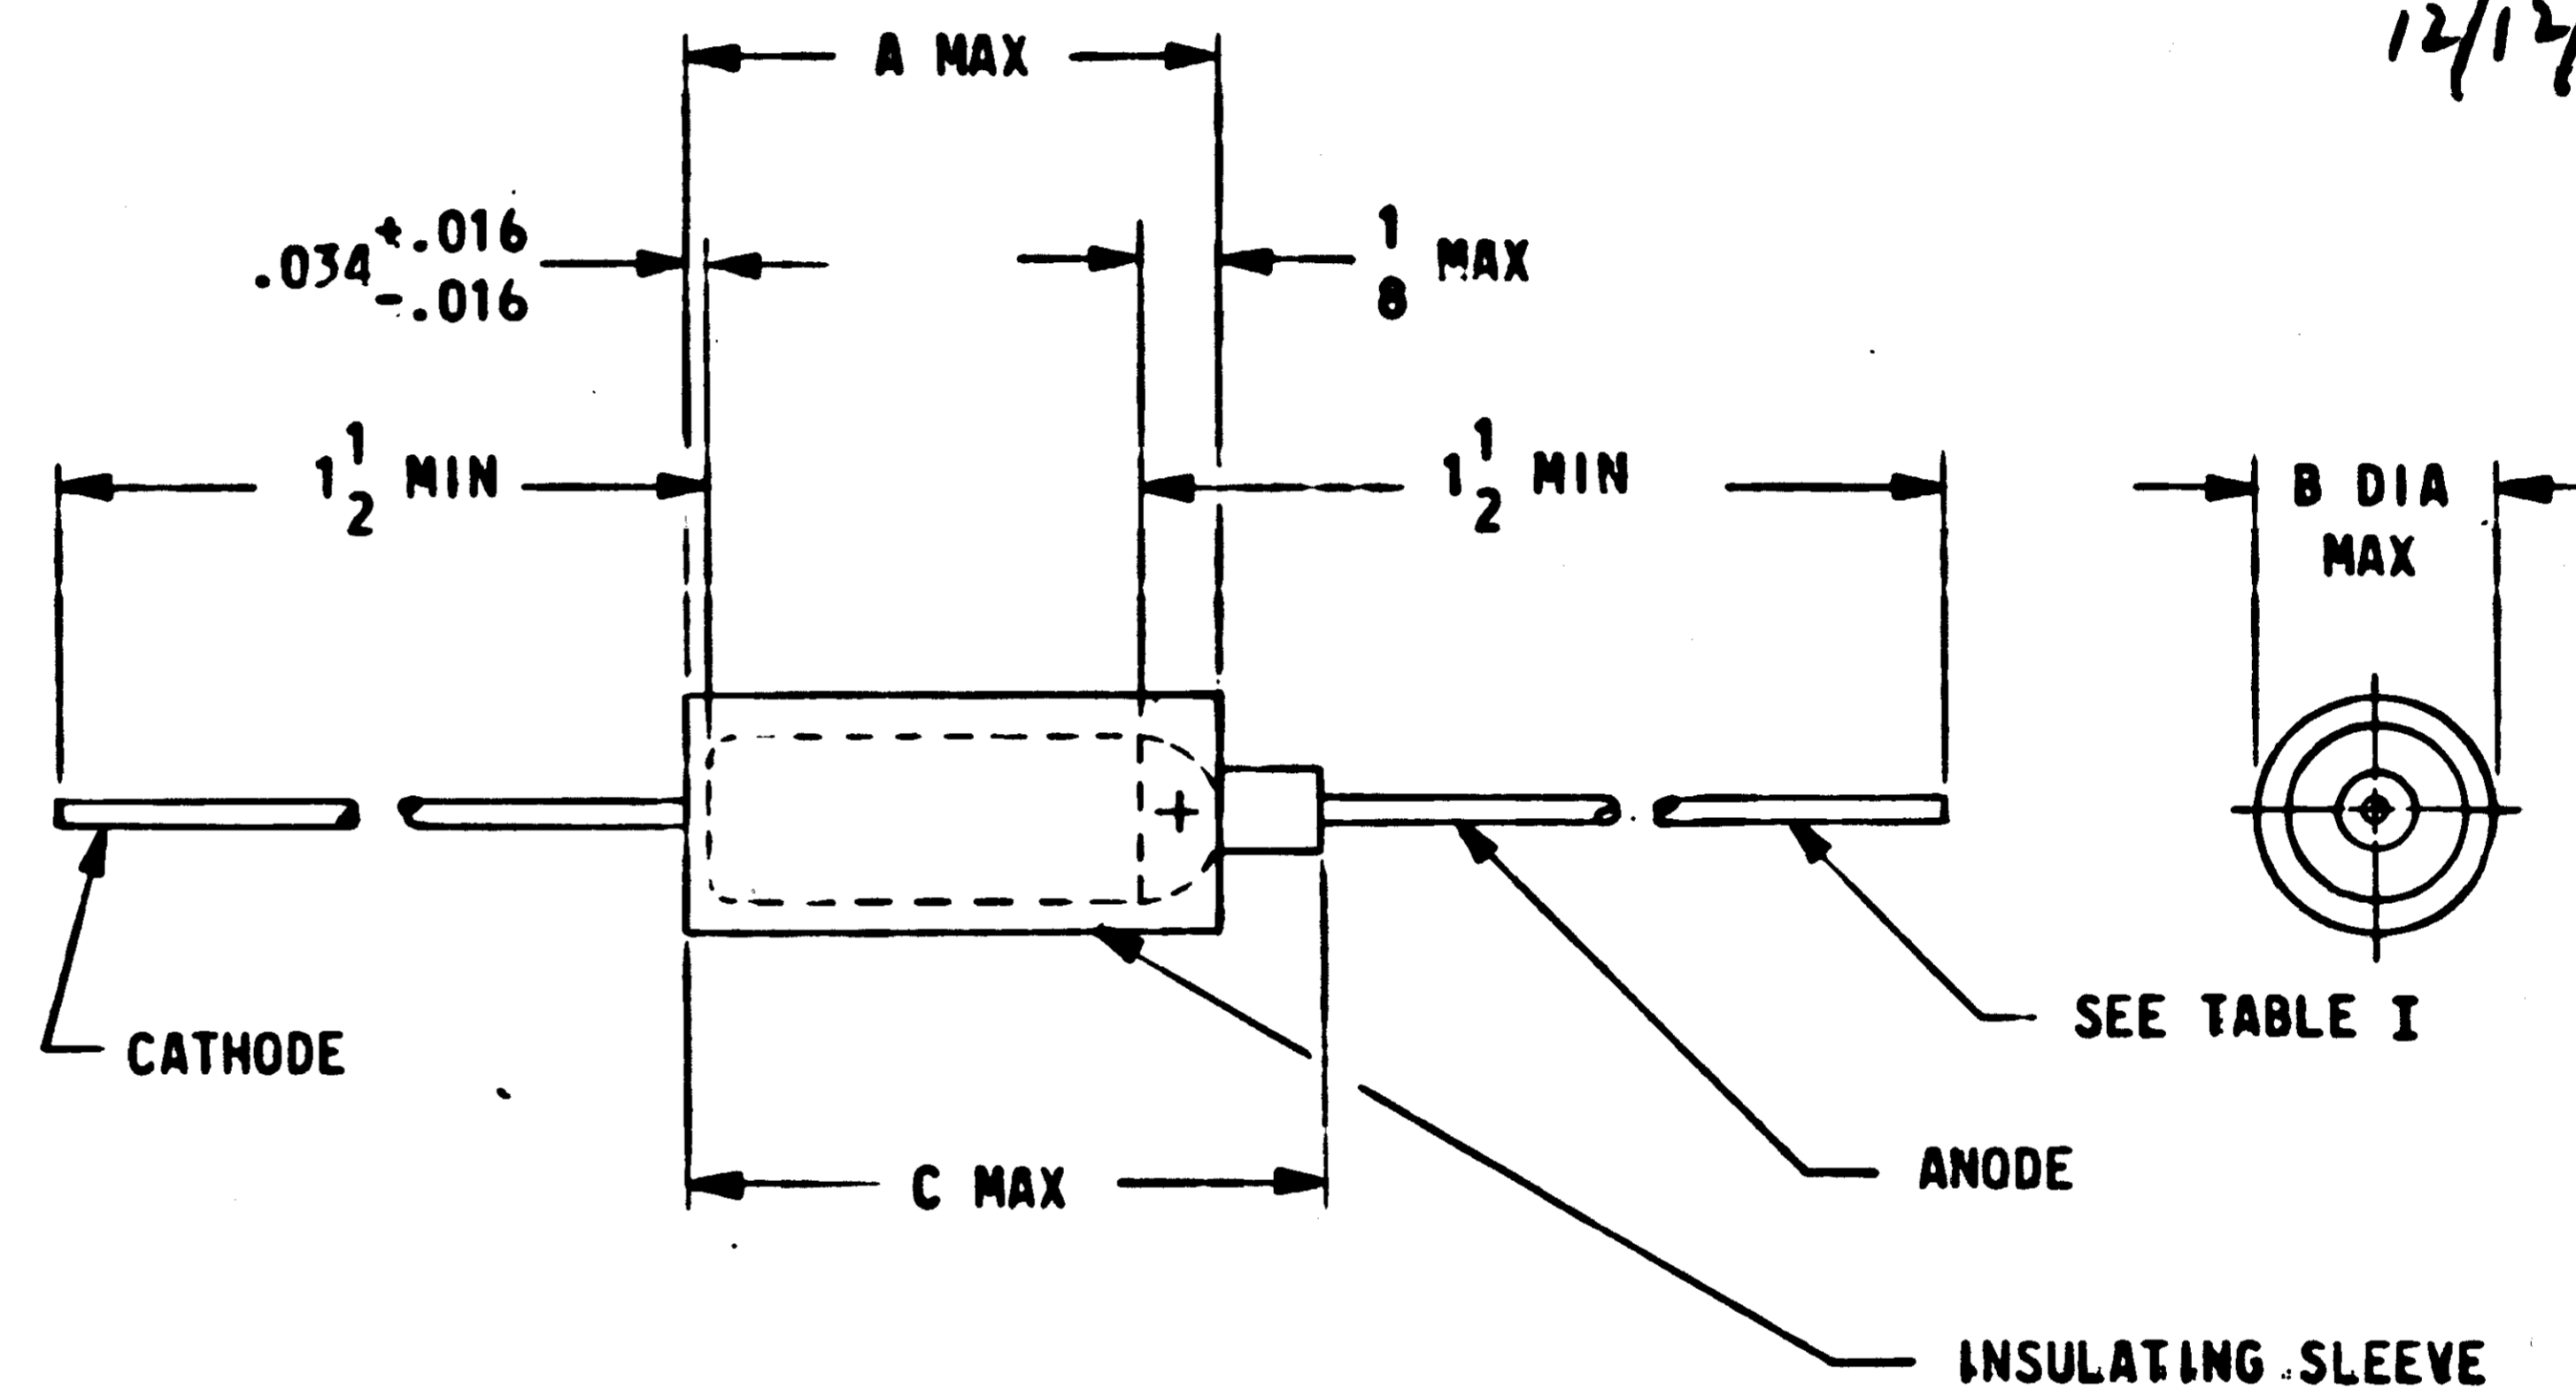 12/12/
A MAX
.034 +.016 -.016
1/8 MAX
1 1/2 MIN
1 1/2 MIN
B DIA
MAX
+
SEE TABLE I
CATHODE
ANODE
C MAX
INSULATING SLEEVE